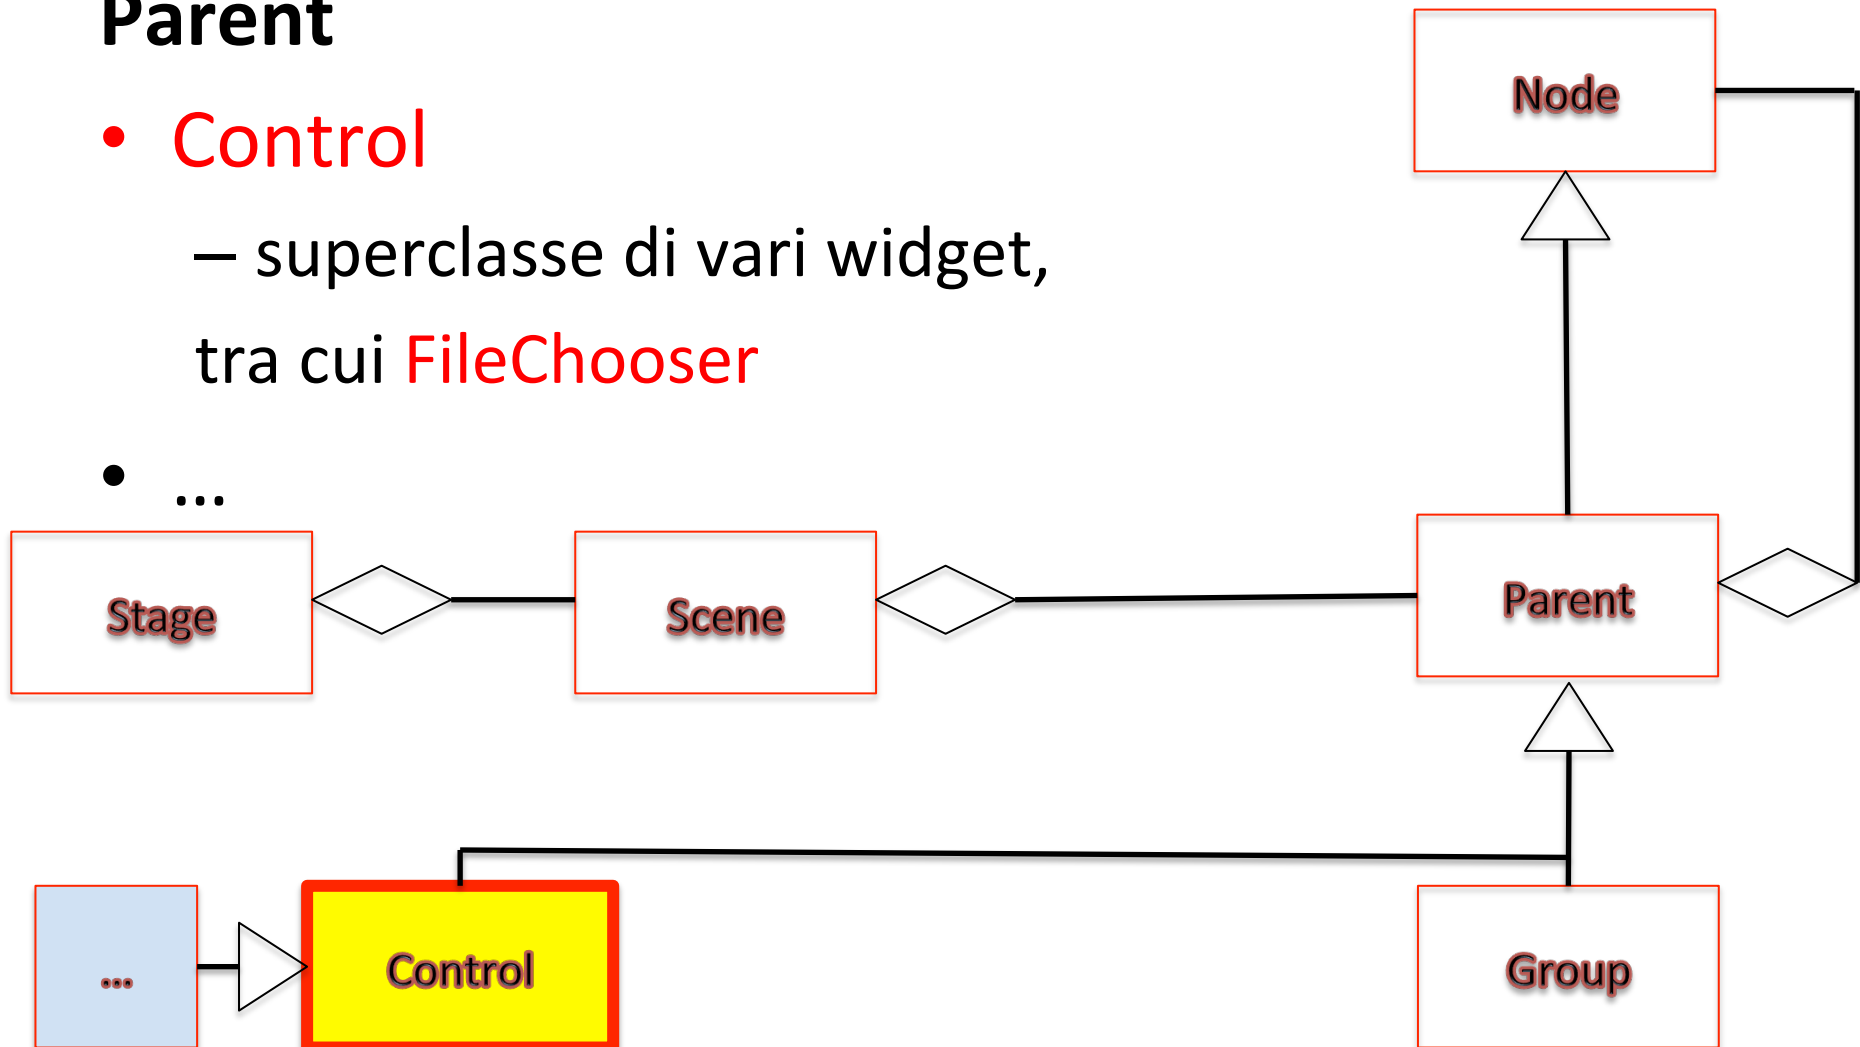 Parent
• Control
– superclasse di vari widget,
tra cui FileChooser
• ...
Node
Stage
Scene
Parent
...
Control
Group